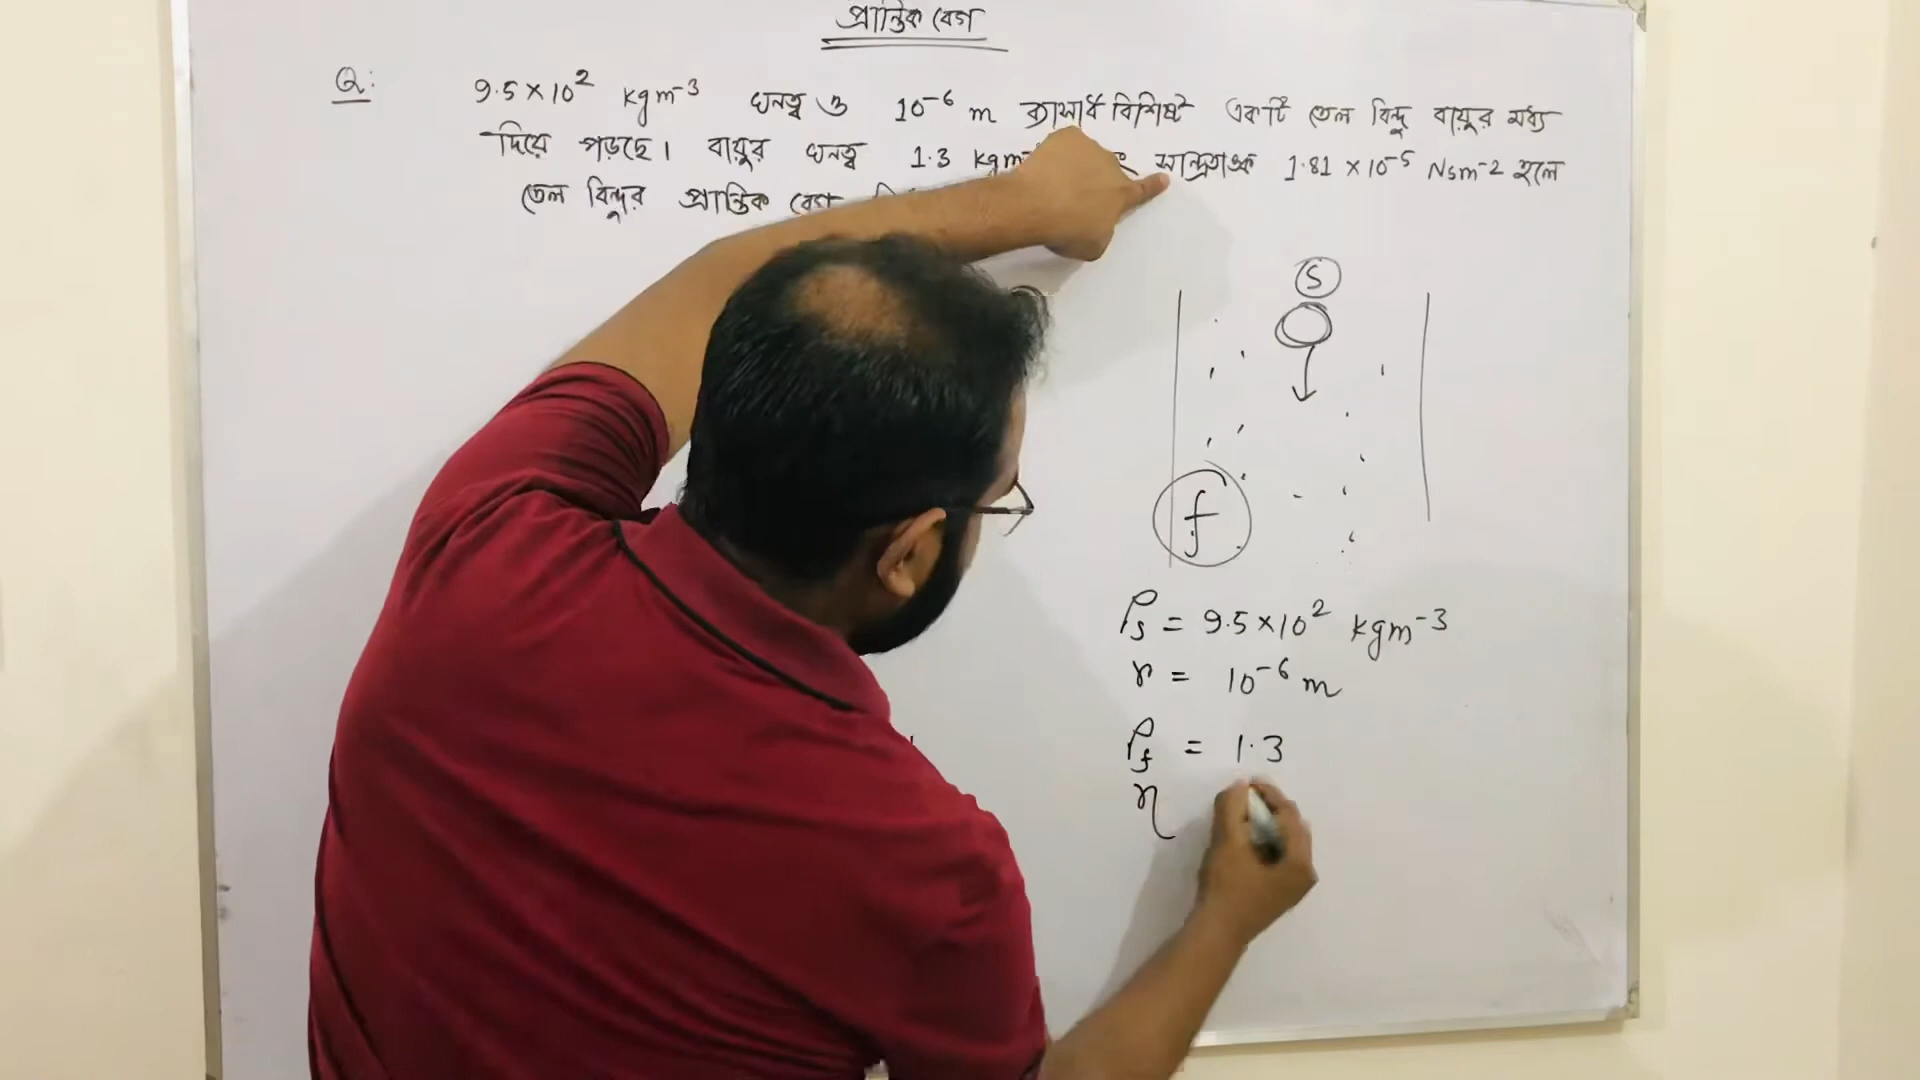 প্রান্তিক বেগ
Q: 9.5 × 10² kgm⁻³ ঘনত্ব ও 10⁻⁶ m ব্যাসার্ধ বিশিষ্ট একটি তেল বিন্দু বায়ুর মধ্য
দিয়ে পড়ছে। বায়ুর ঘনত্ব 1.3 kgm⁻ সান্দ্রতাঙ্ক 1.81 × 10⁻⁵ Nsm⁻² হলে
তেল বিন্দুর প্রান্তিক বেগ
S
f
ρs = 9.5 × 10² kgm⁻³
r = 10⁻⁶ m
ρf = 1.3
η